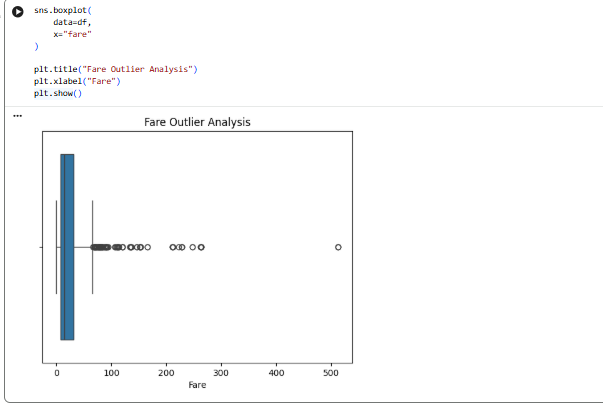 sns.boxplot(
    data=df,
    x="fare"
)
plt.title("Fare Outlier Analysis")
plt.xlabel("Fare")
plt.show()
...
Fare Outlier Analysis
0 100 200 300 400 500
Fare